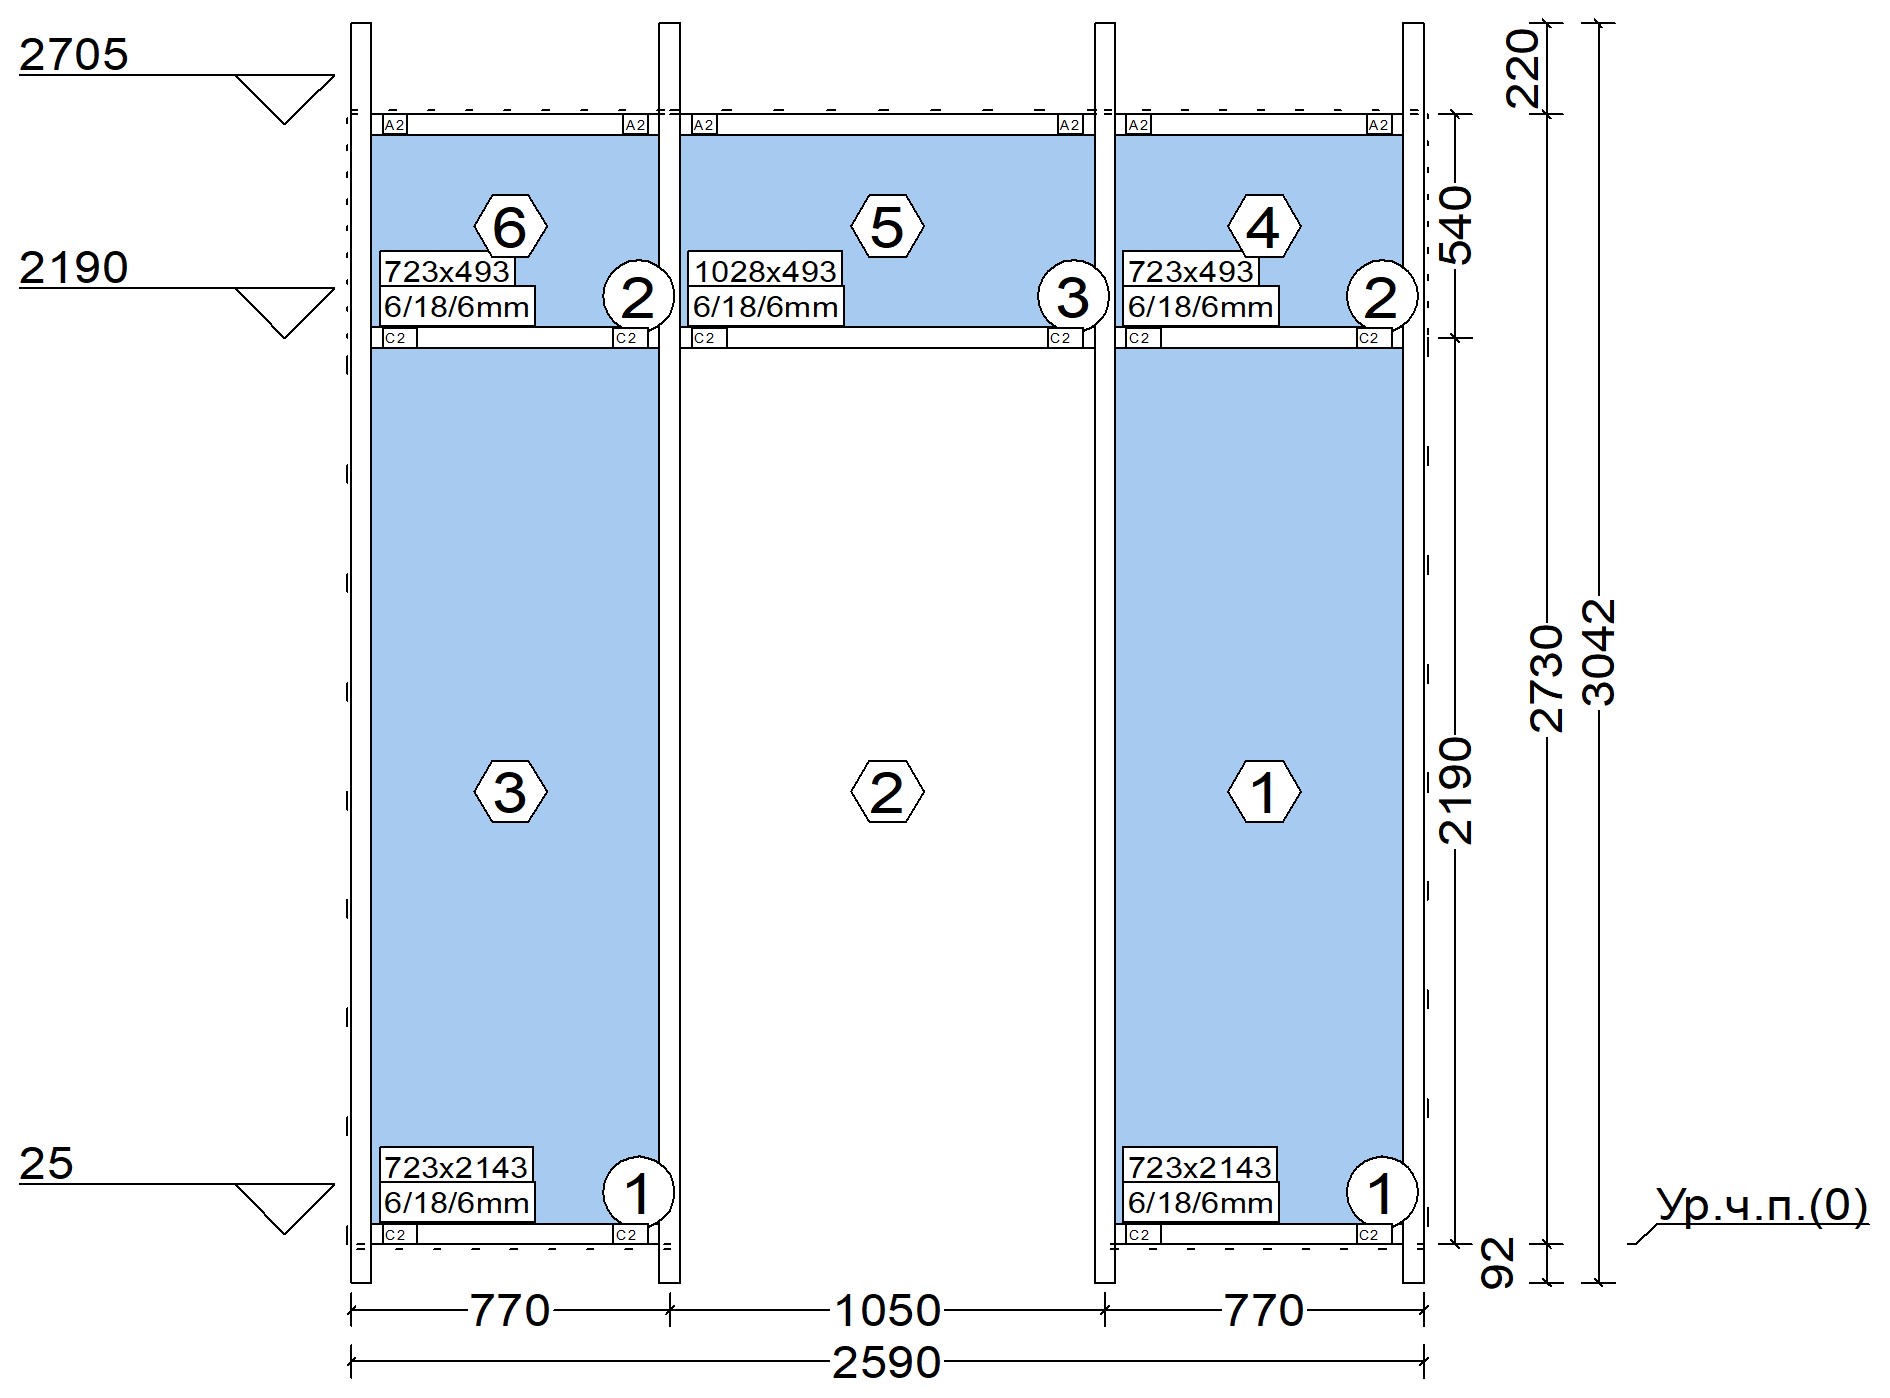 2705
220
A2 A2 A2 A2 A2 A2
6 5 4
540
2190
723x493 2 1028x493 3 723x493 2
6/18/6mm 6/18/6mm 6/18/6mm
C2 C2 C2 C2 C2 C2
2730
3042
3 2 1
2190
25
723x2143 1 723x2143 1
6/18/6mm 6/18/6mm
Ур.ч.п.(0)
C2 C2 C2 C2
92
770 1050 770
2590